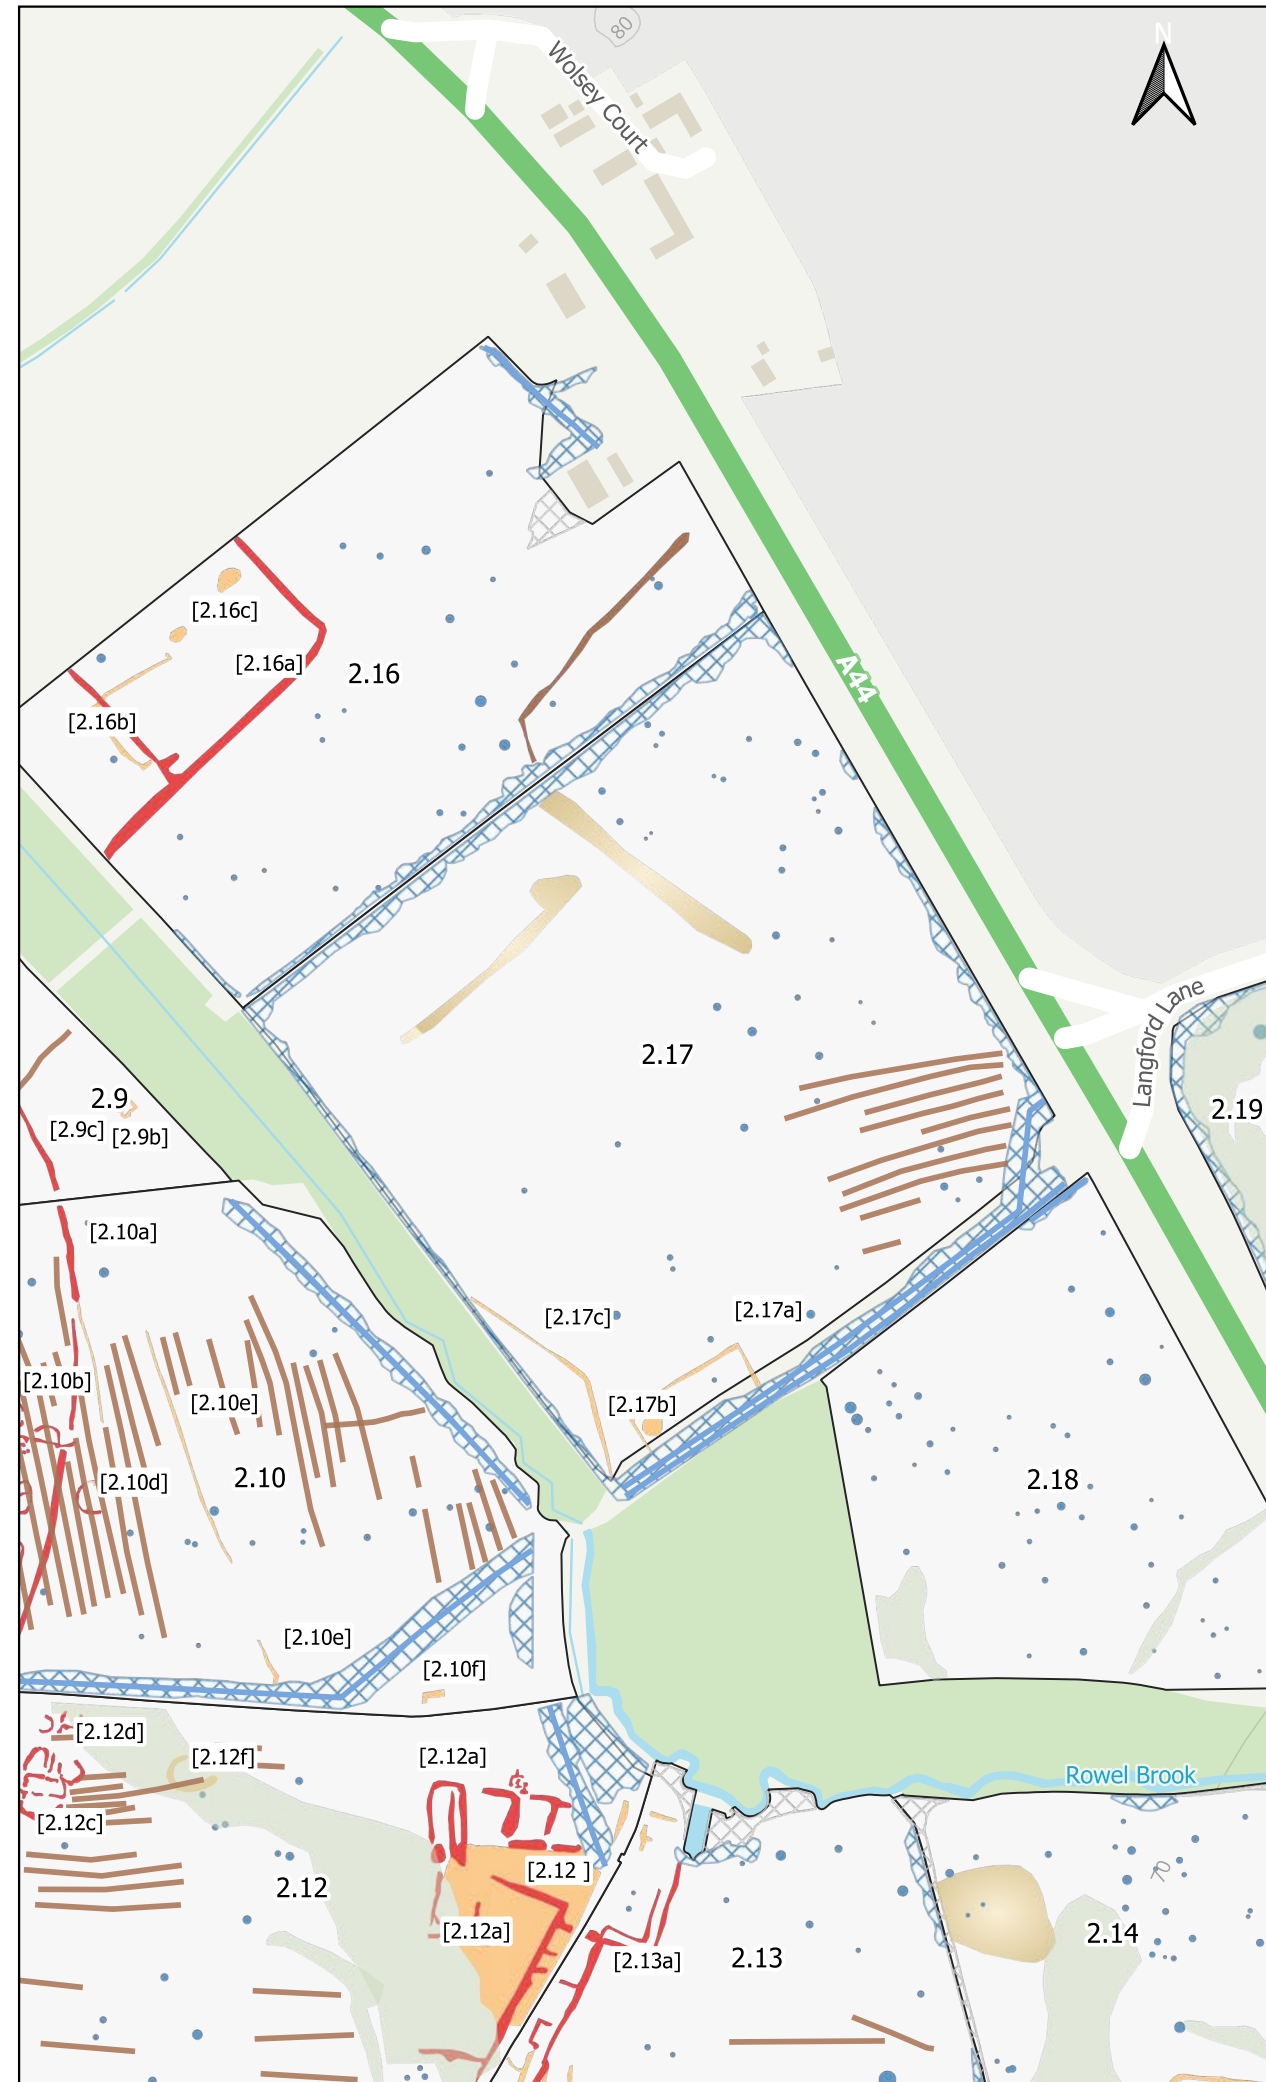 80
N
Wolsey Court
[2.16c]
[2.16a]
2.16
A44
[2.16b]
Langford Lane
2.17
2.9
2.19
[2.9c]
[2.9b]
[2.10a]
[2.17c]
[2.17a]
[2.10b]
[2.10e]
[2.17b]
2.10
[2.10d]
2.18
[2.10e]
[2.10f]
[2.12d]
[2.12f]
[2.12a]
Rowel Brook
[2.12c]
[2.12 ]
70
2.12
[2.12a]
2.14
[2.13a]
2.13